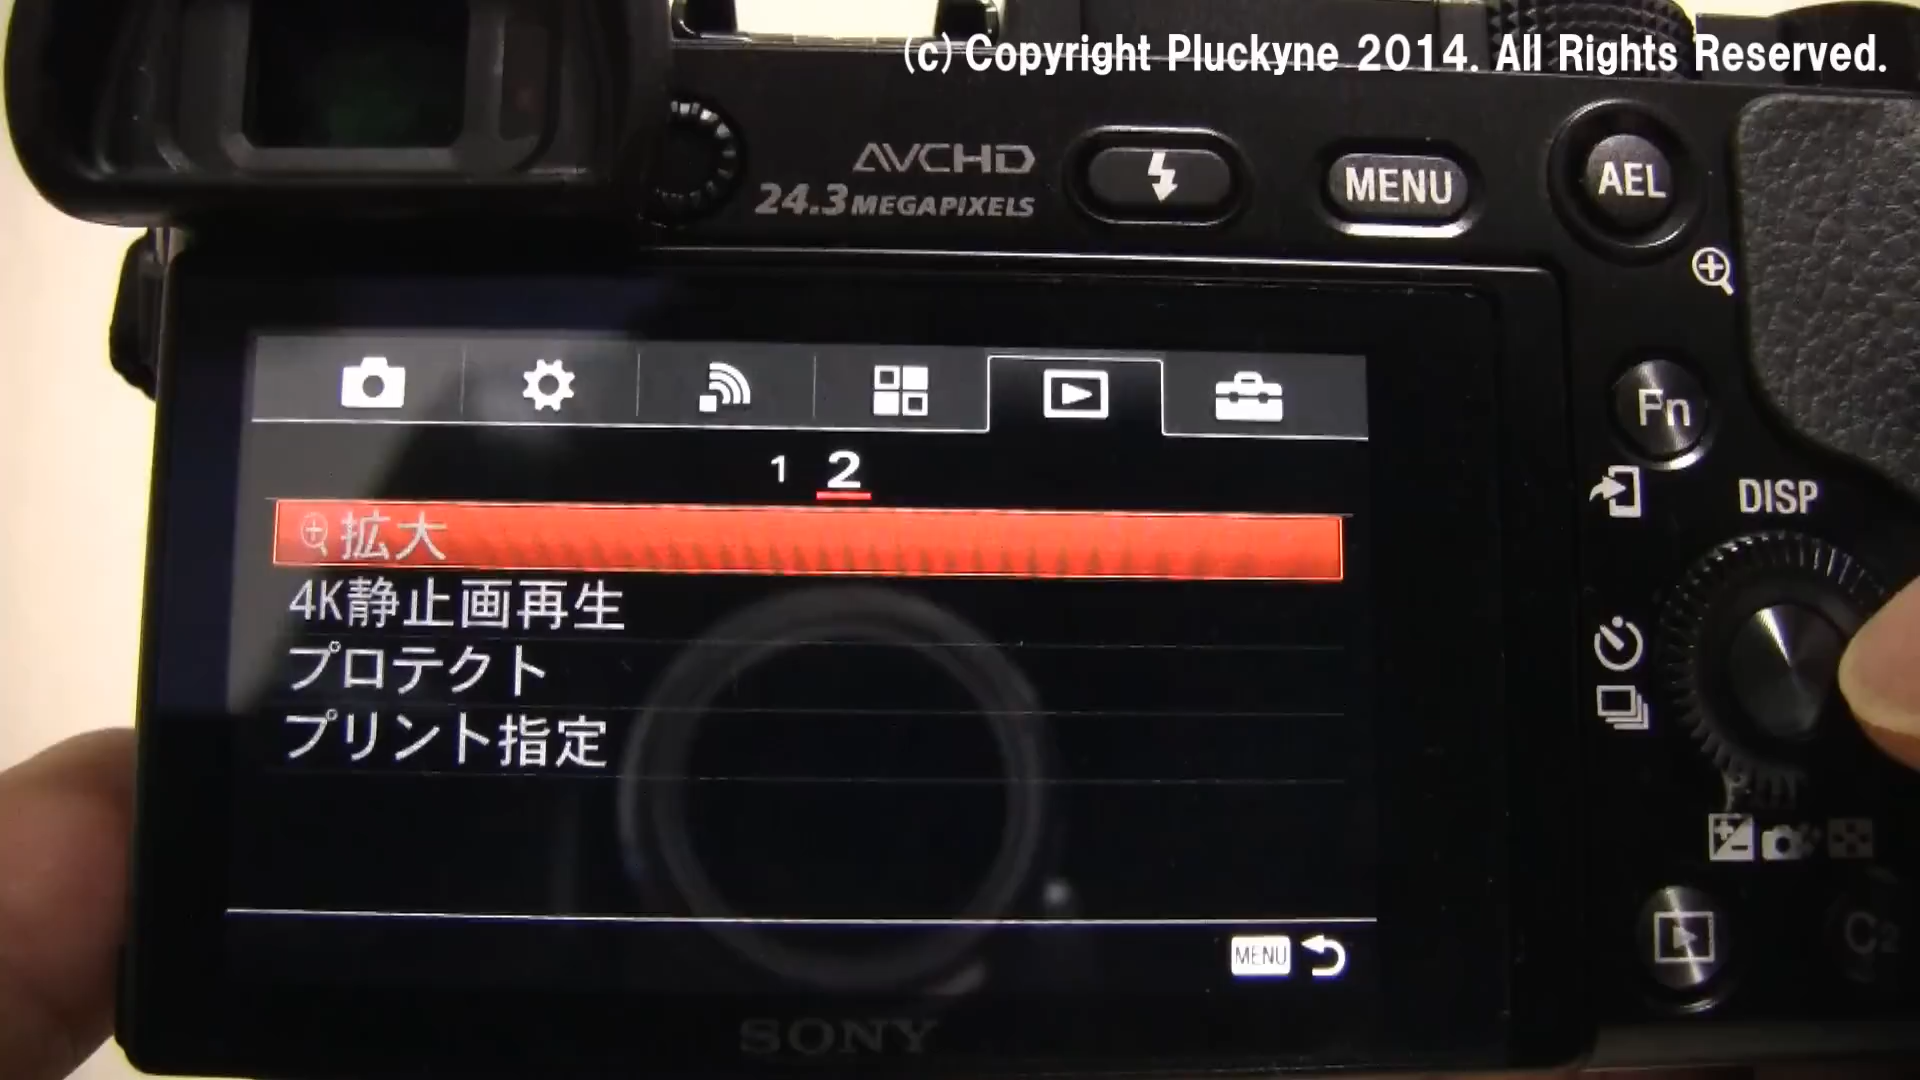 (c) Copyright Pluckyne 2014. All Rights Reserved.
AVCHD
24.3 MEGAPIXELS
MENU
AEL
Fn
DISP
1 2
拡大
4K静止画再生
プロテクト
プリント指定
MENU
C2
SONY